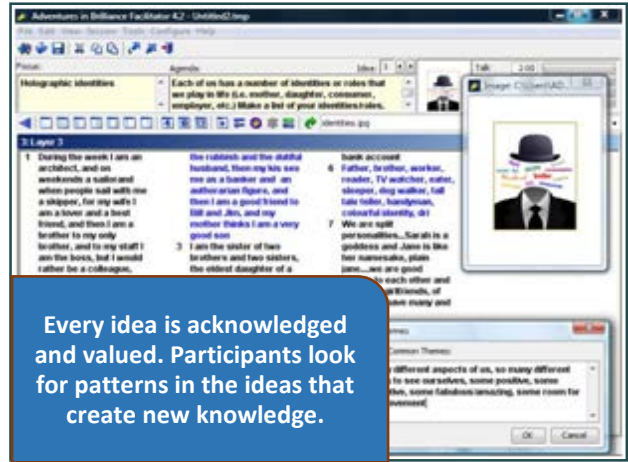 Adventures in Brilliance Facilitator 4.2 - Untitled2.tmp
File Edit View Session Tools Configure Help
Focus:
Agenda:
Idea: 1
Talk:
2:00
Holographic identities
Each of us has a number of identities or roles that
we play in life (i.e. mother, daughter, consumer,
employer, etc.) Make a list of your identities/roles,
identities.jpg
3:Layer 3
1 During the week I am an
architect, and on
weekends a sailor and
when people sail with me
a skipper, for my wife I
am a lover and a best
friend, and then I am a
brother to my only
brother, and to my staff I
am the boss, but I would
rather be a colleague,
the rubbish and the dutiful
husband, then my kis see
me as a banker and an
autherarian figure, and
then I am a good friend to
Bill and Jim, and my
mother thinks I am a very
good son
3 I am the sister of two
brothers and two sisters,
the eldest daughter of a
bank account
6 Father, brother, worker,
reader, TV watcher, eater,
sleeper, dog walker, tall
tale teller, handyman,
colourful identity, dri
7 We are split
personalities...Sarah is a
goddess and Jane is like
her namesake, plain
jane...we are good
to each other and
girlfriends, of
have many and
Image:
Common Themes:
different aspects of us, so many different
to see ourselves, some positive, some
some fabulous/amazing, some room for
OK
Cancel
Every idea is acknowledged
and valued. Participants look
for patterns in the ideas that
create new knowledge.